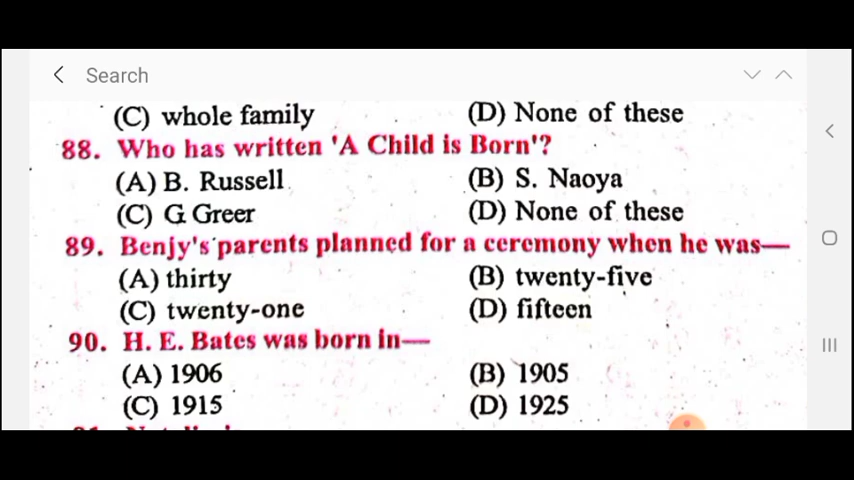 Search
(C) whole family (D) None of these
88. Who has written 'A Child is Born'?
(A) B. Russell (B) S. Naoya
(C) G Greer (D) None of these
89. Benjy's parents planned for a ceremony when he was—
(A) thirty (B) twenty-five
(C) twenty-one (D) fifteen
90. H. E. Bates was born in—
(A) 1906 (B) 1905
(C) 1915 (D) 1925